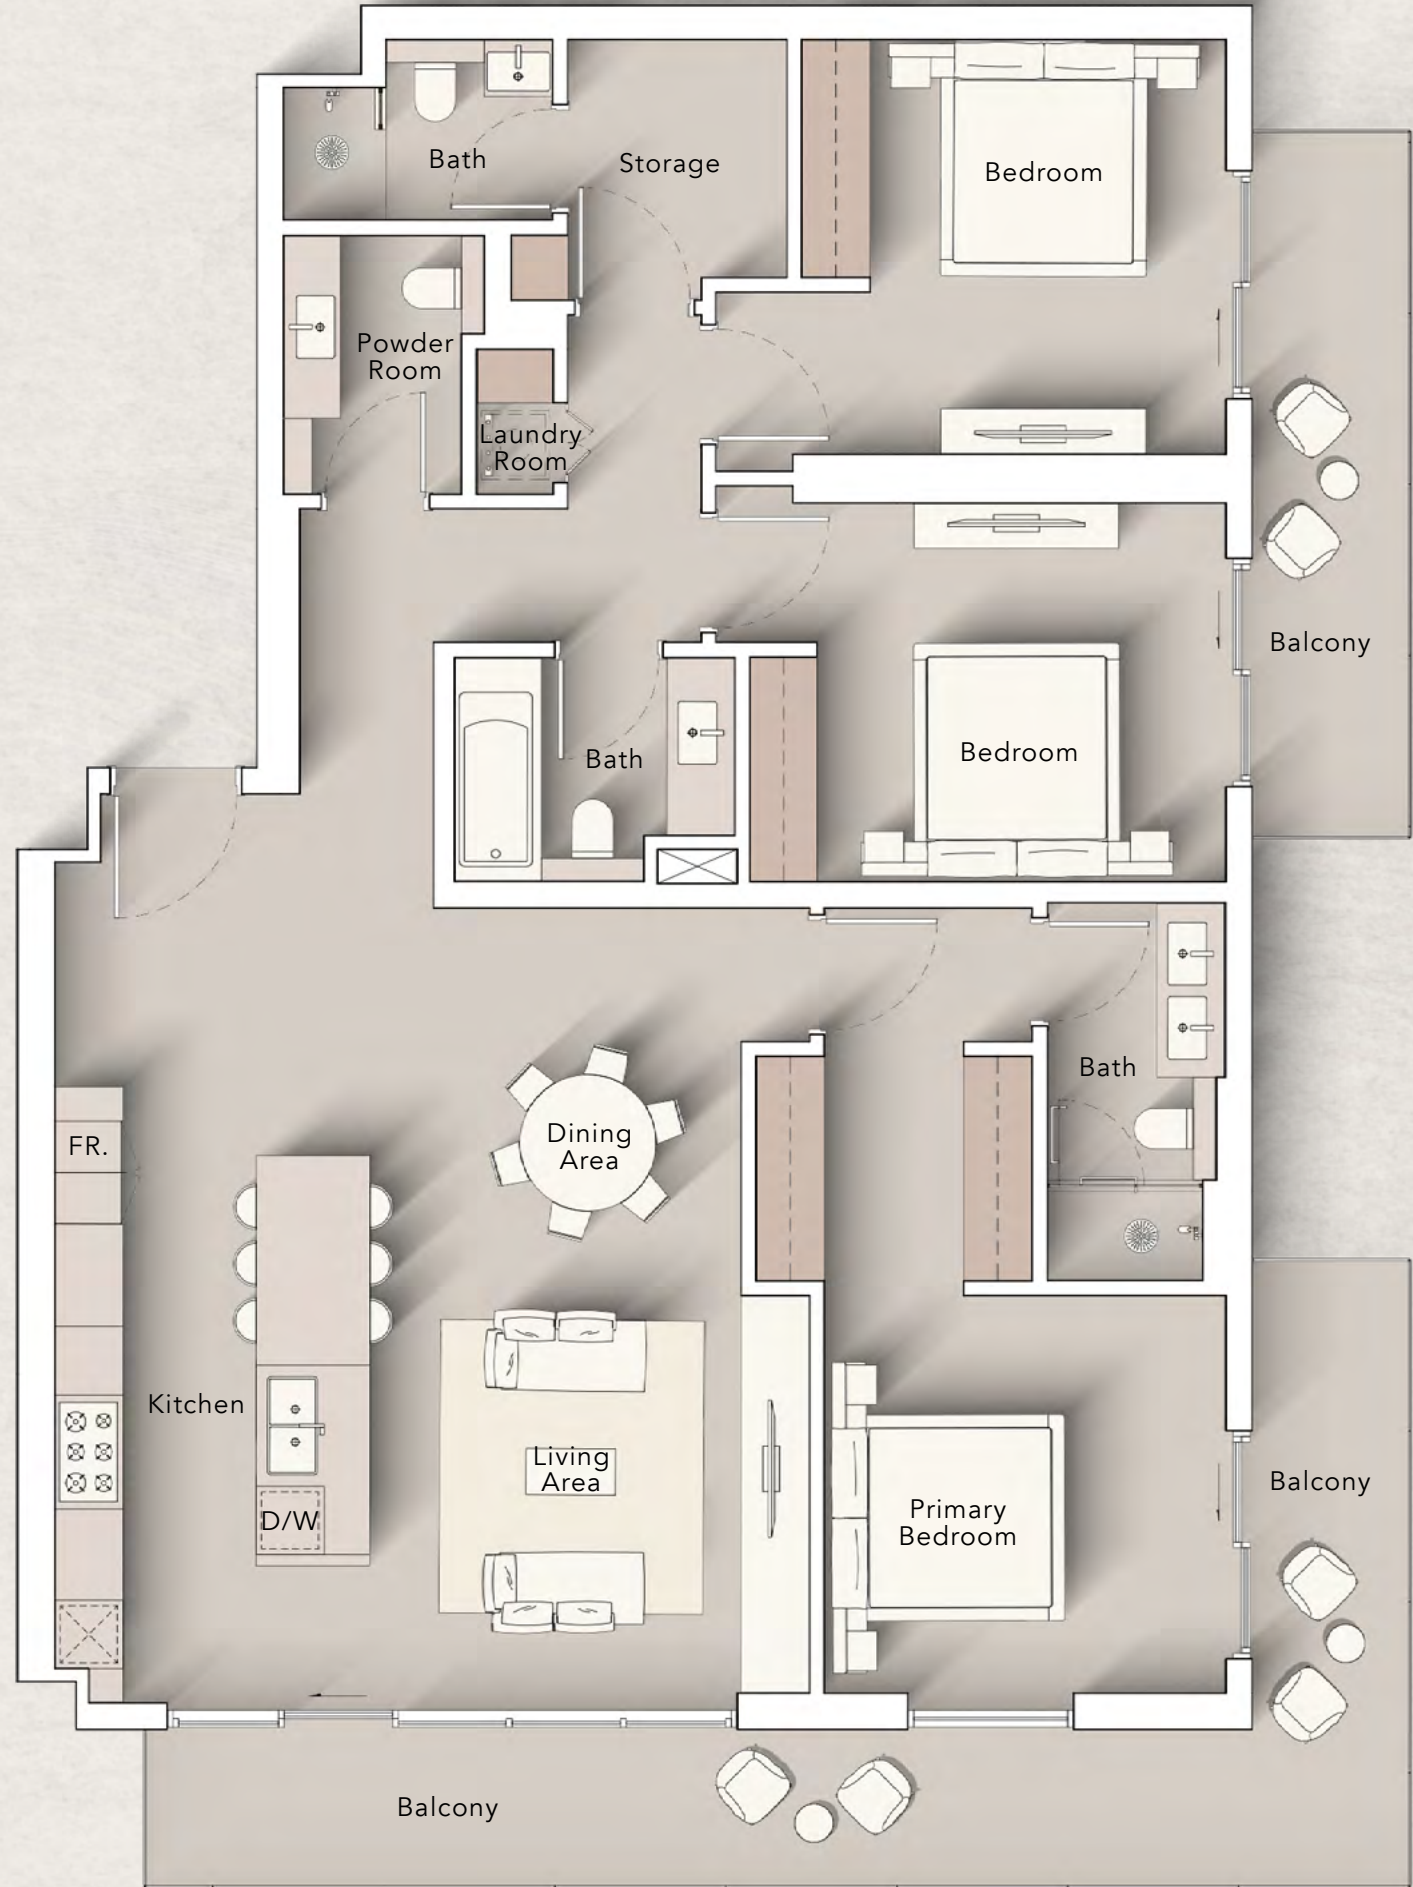 Bath
Storage
Bedroom
Powder
Room
Laundry
Room
Balcony
Bath
Bedroom
Bath
FR.
Dining
Area
Kitchen
Living
Area
D/W
Primary
Bedroom
Balcony
Balcony